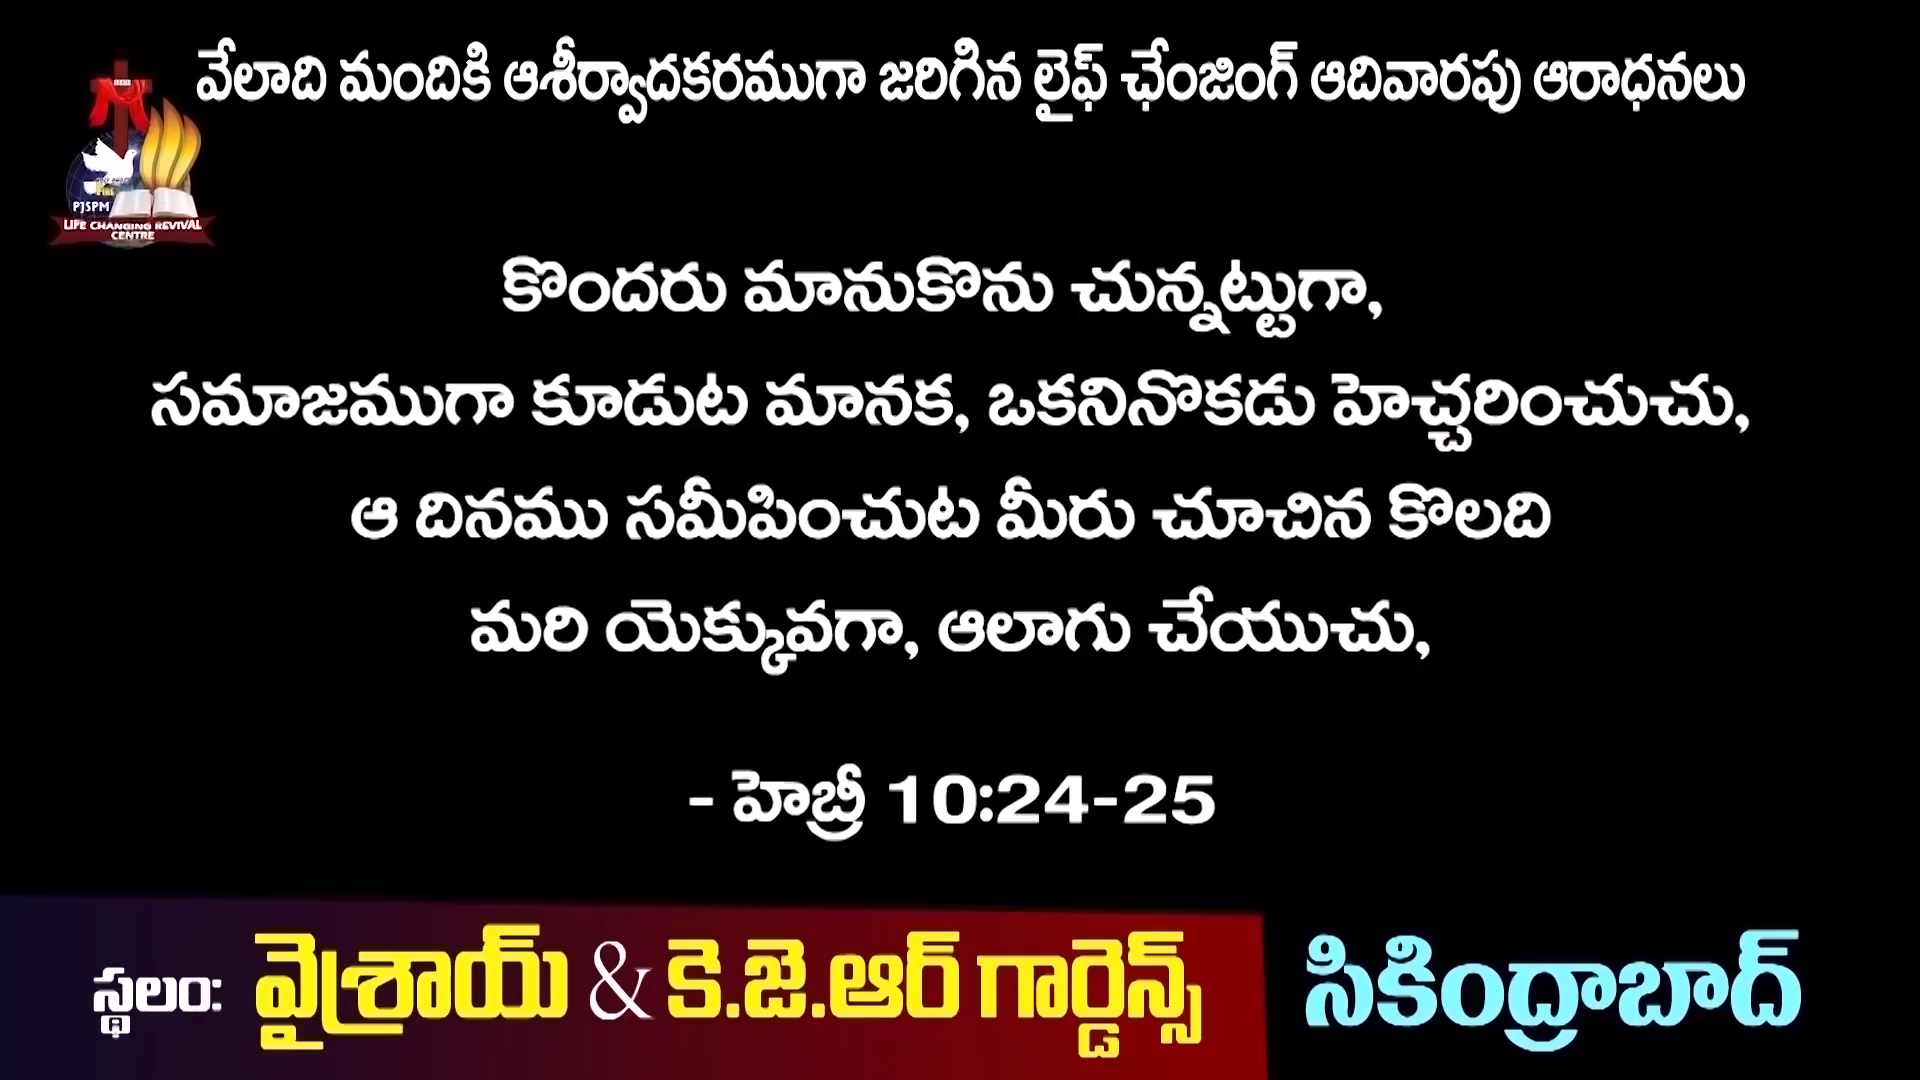 వేలాది మందికి ఆశీర్వాదకరముగా జరిగిన లైఫ్ ఛేంజింగ్ ఆదివారపు ఆరాధనలు
PJSPM
LIFE CHANGING REVIVAL
CENTRE
కొందరు మానుకొను చున్నట్టుగా,
సమాజముగా కూడుట మానక, ఒకనినొకడు హెచ్చరించుచు,
ఆ దినము సమీపించుట మీరు చూచిన కొలది
మరి యెక్కువగా, ఆలాగు చేయుచు,
- హెబ్రీ 10:24-25
స్థలం: వైశ్రాయ్ & కె.జె.ఆర్ గార్డెన్స్ సికింద్రాబాద్